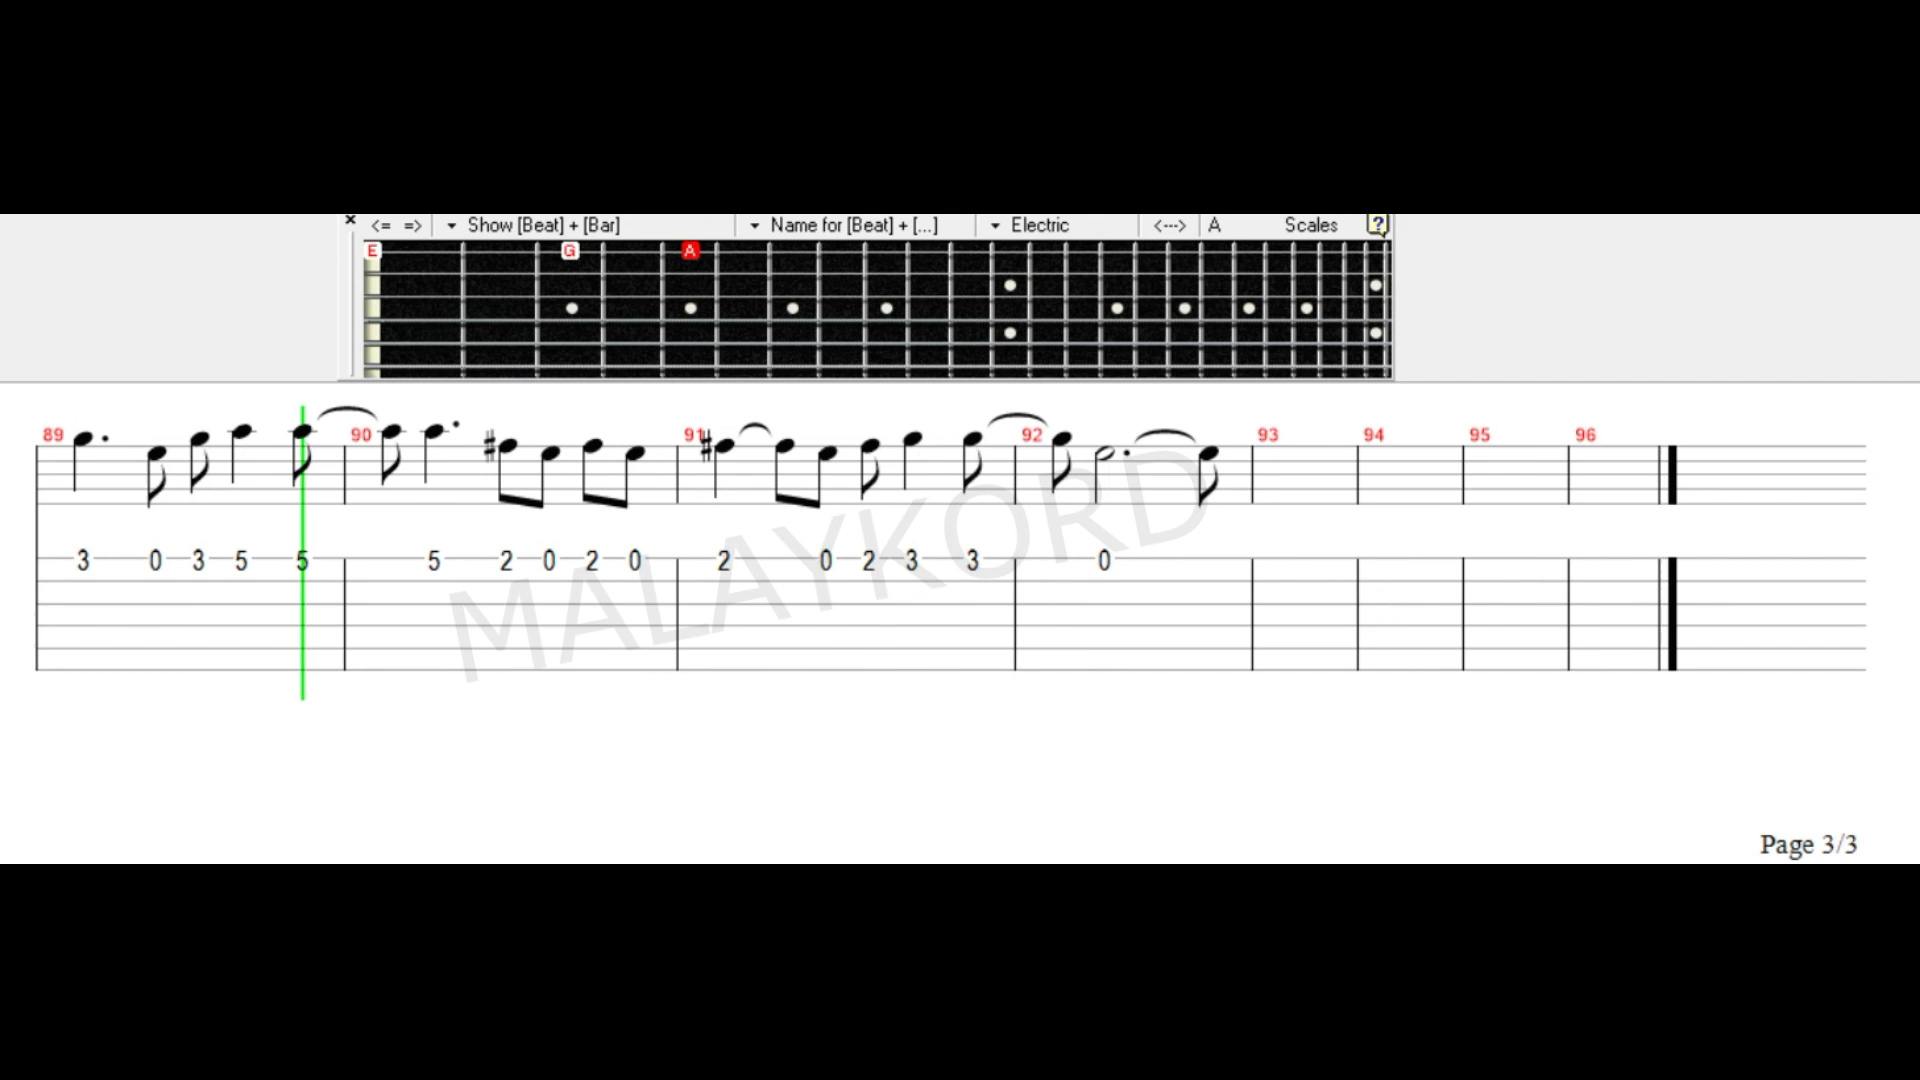 × <= => Show [Beat] + [Bar] Name for [Beat] + [...] Electric <---> A Scales ?
E G A
89 90 91 92 93 94 95 96
3 0 3 5 5 5 2 0 2 0 2 0 2 3 3 0
MALAYKORD
Page 3/3